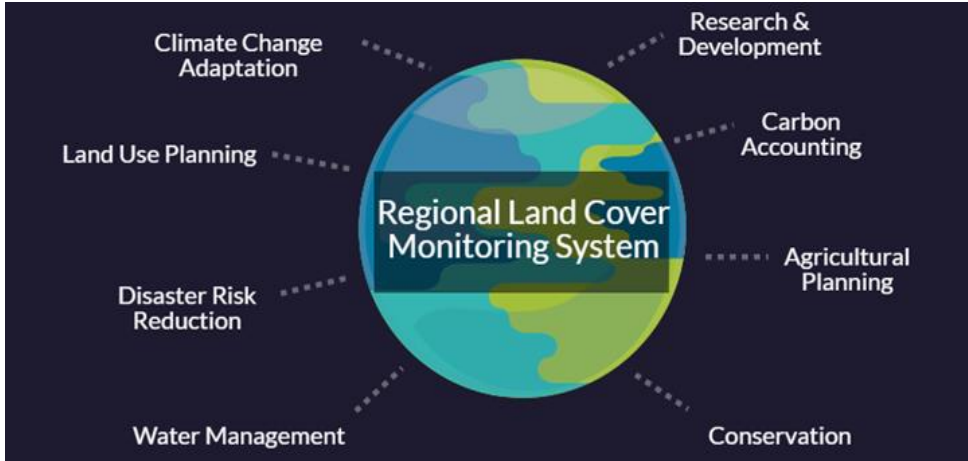 Climate Change
Adaptation
Research &
Development
Land Use Planning
Carbon
Accounting
Regional Land Cover
Monitoring System
Disaster Risk
Reduction
Agricultural
Planning
Water Management
Conservation